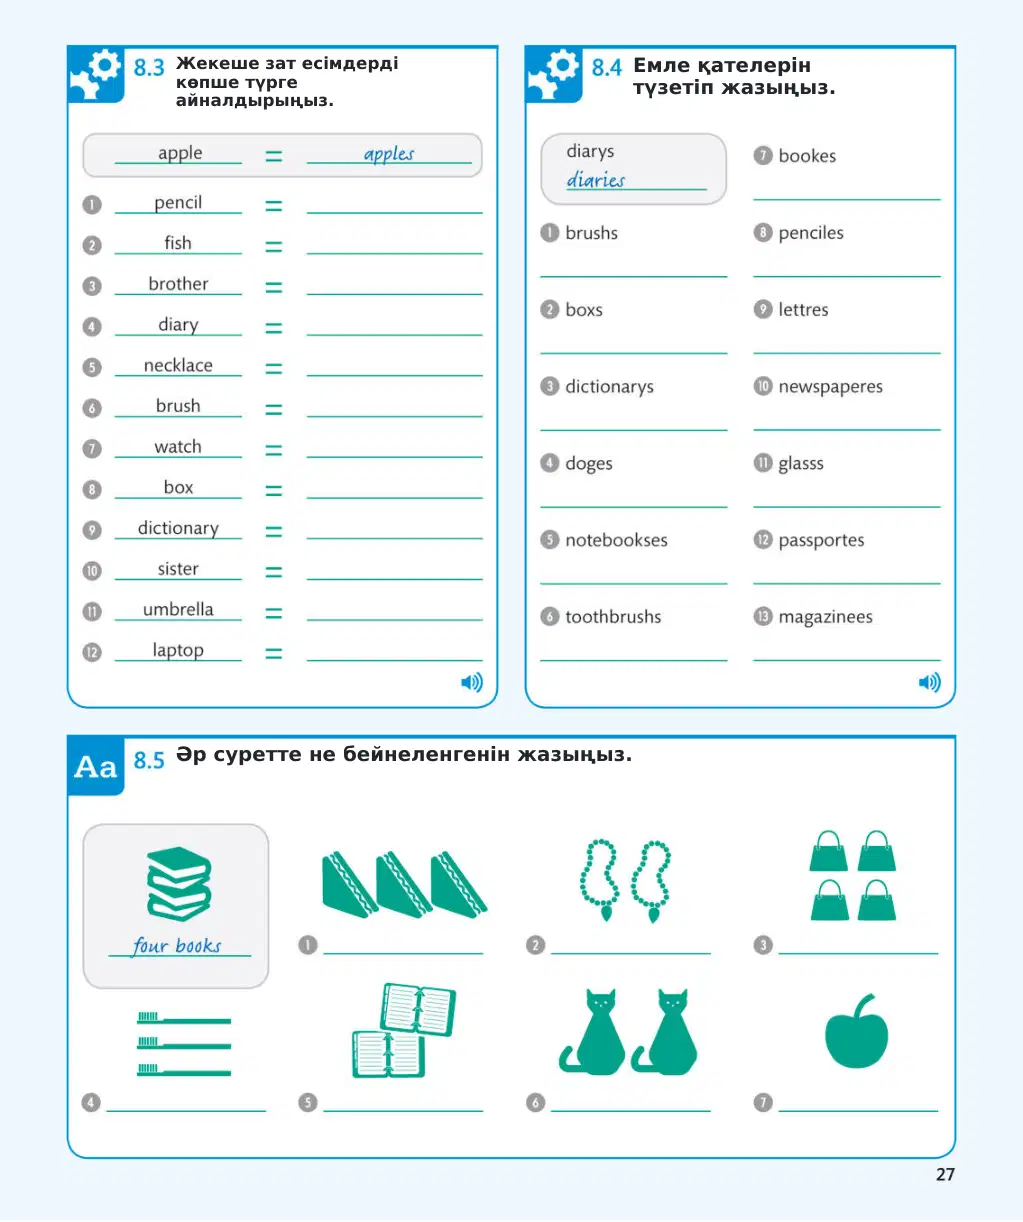 8.3 Жекеше зат есімдерді
көпше түрге
айналдырыңыз.
apple = apples
1 pencil =
2 fish =
3 brother =
4 diary =
5 necklace =
6 brush =
7 watch =
8 box =
9 dictionary =
10 sister =
11 umbrella =
12 laptop =
8.4 Емле қателерін
түзетіп жазыңыз.
diarys
diaries
1 brushs
2 boxs
3 dictionarys
4 doges
5 notebookses
6 toothbrushs
7 bookes
8 penciles
9 lettres
10 newspaperes
11 glasss
12 passportes
13 magazinees
Aa 8.5 Әр суретте не бейнеленгенін жазыңыз.
four books
1
2
3
4
5
6
7
27